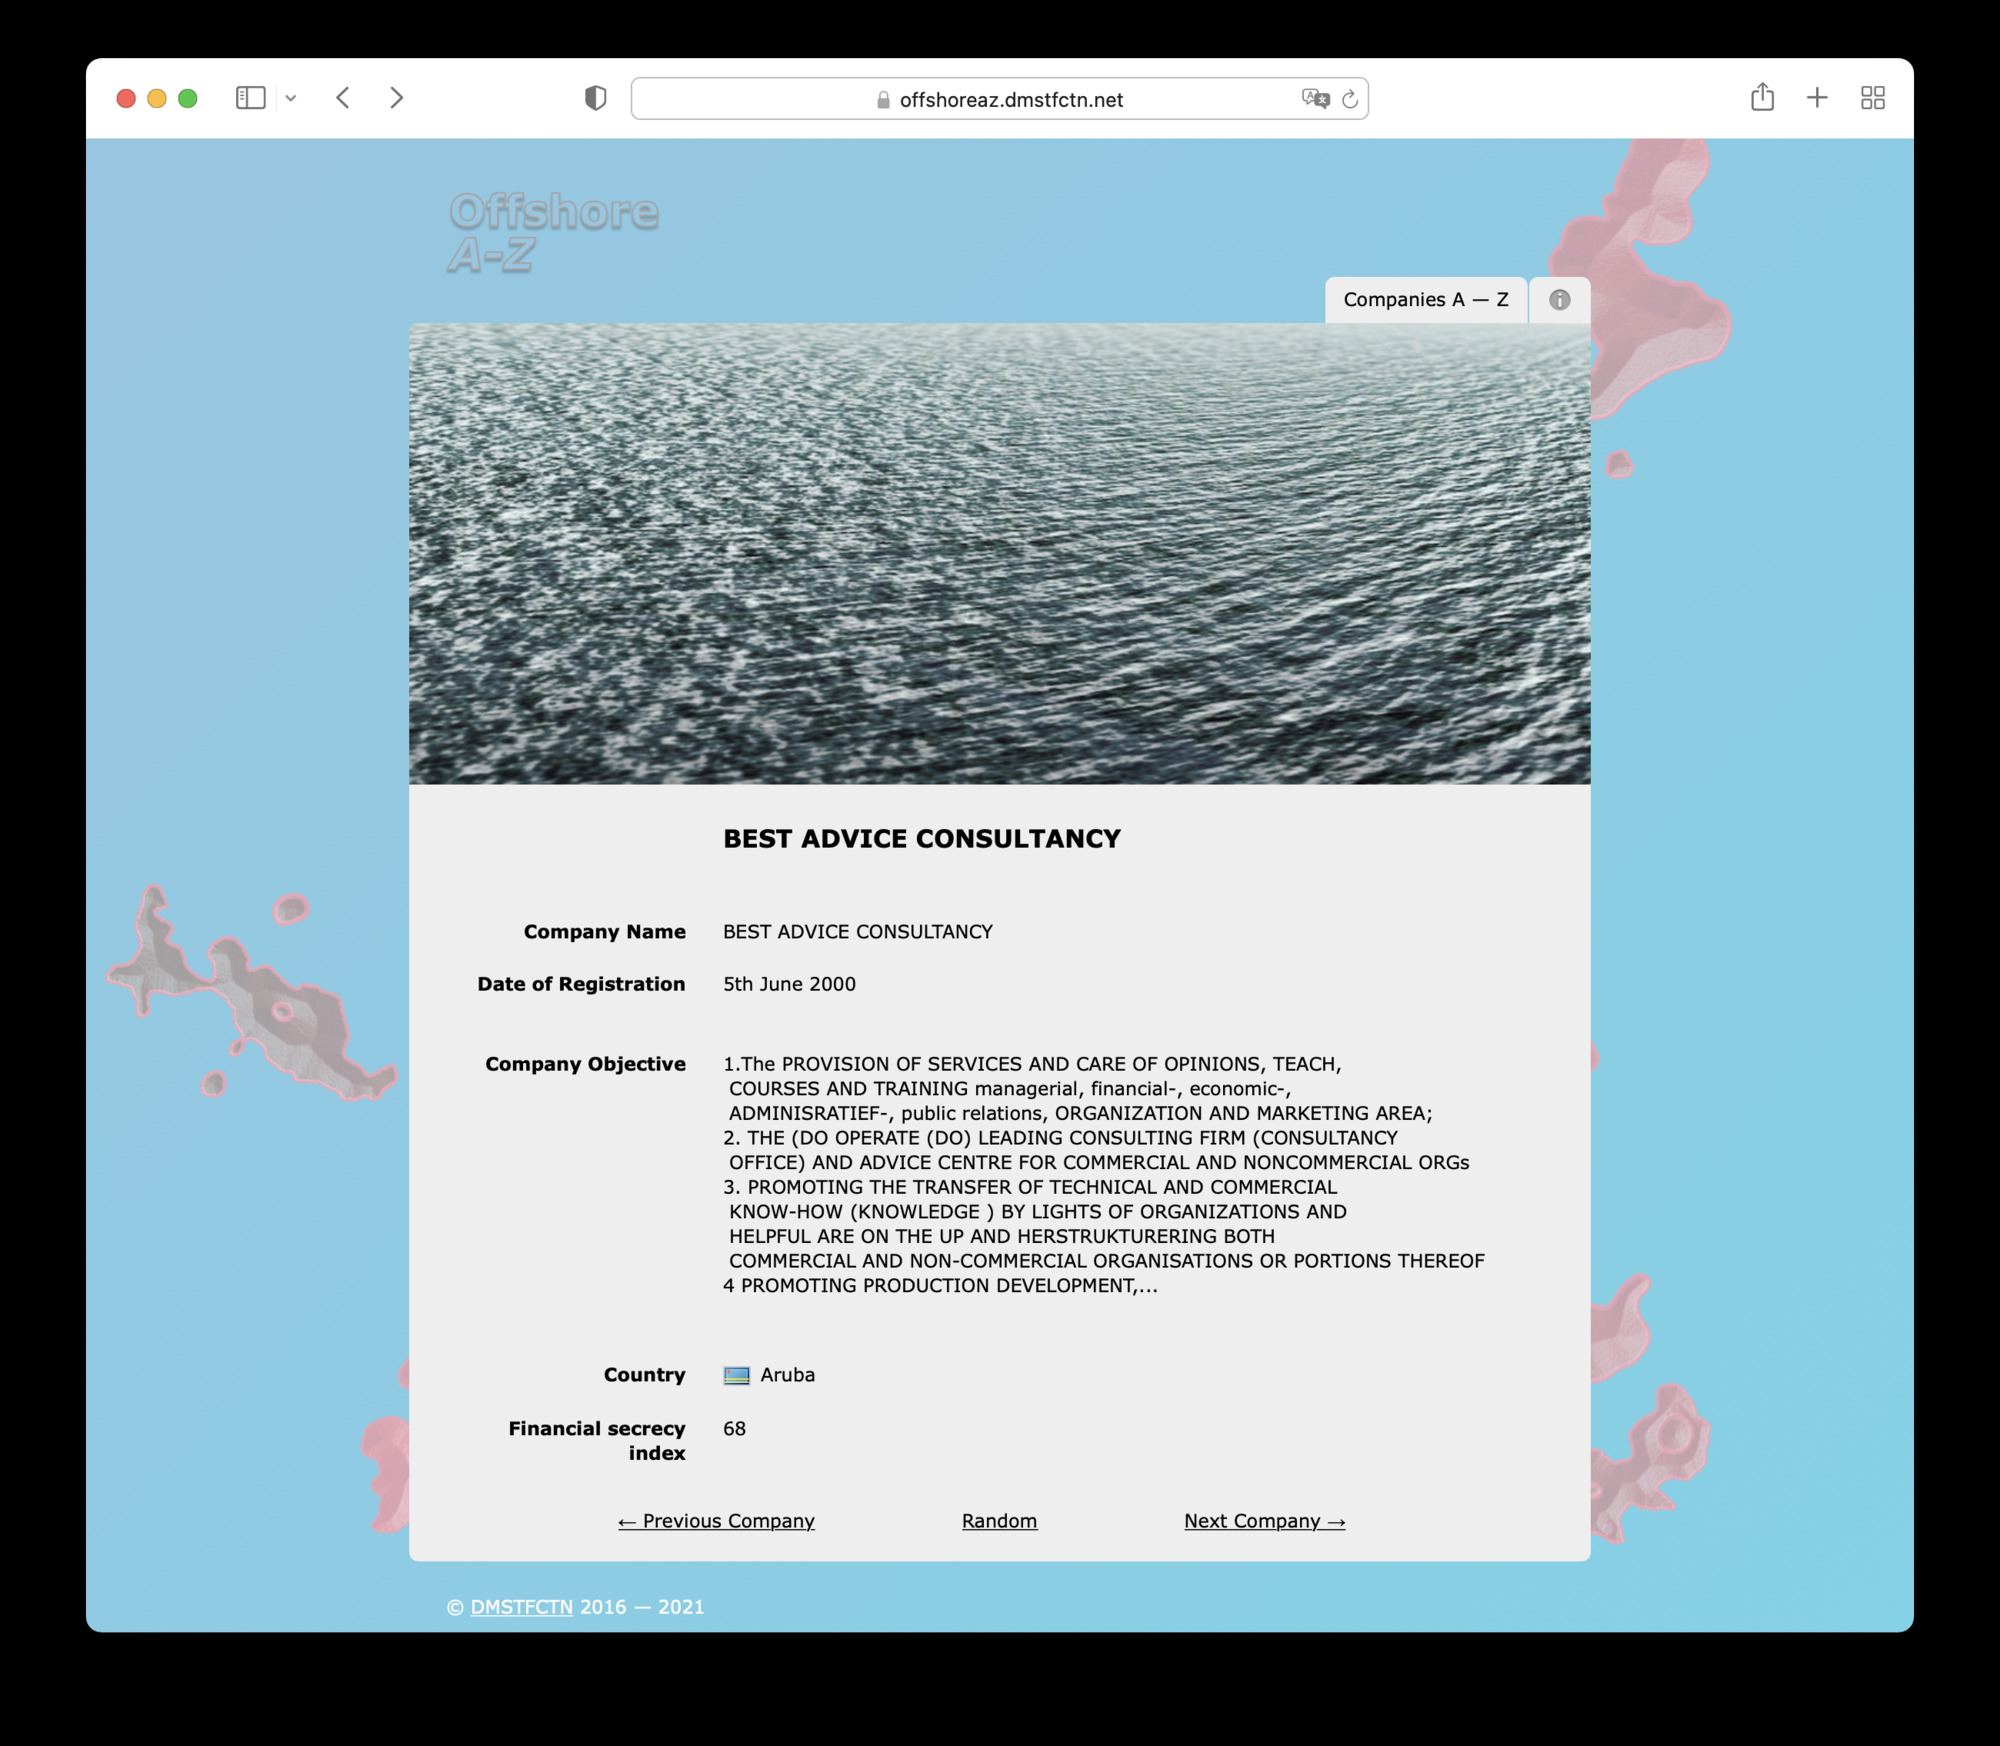 offshoreaz.dmstfctn.net
Offshore
A-Z
Companies A — Z
BEST ADVICE CONSULTANCY
Company Name BEST ADVICE CONSULTANCY
Date of Registration 5th June 2000
Company Objective 1.The PROVISION OF SERVICES AND CARE OF OPINIONS, TEACH,
COURSES AND TRAINING managerial, financial-, economic-,
ADMINISRATIEF-, public relations, ORGANIZATION AND MARKETING AREA;
2. THE (DO OPERATE (DO) LEADING CONSULTING FIRM (CONSULTANCY
OFFICE) AND ADVICE CENTRE FOR COMMERCIAL AND NONCOMMERCIAL ORGs
3. PROMOTING THE TRANSFER OF TECHNICAL AND COMMERCIAL
KNOW-HOW (KNOWLEDGE ) BY LIGHTS OF ORGANIZATIONS AND
HELPFUL ARE ON THE UP AND HERSTRUKTURERING BOTH
COMMERCIAL AND NON-COMMERCIAL ORGANISATIONS OR PORTIONS THEREOF
4 PROMOTING PRODUCTION DEVELOPMENT,...
Country Aruba
Financial secrecy 68
index
← Previous Company Random Next Company →
© DMSTFCTN 2016 — 2021